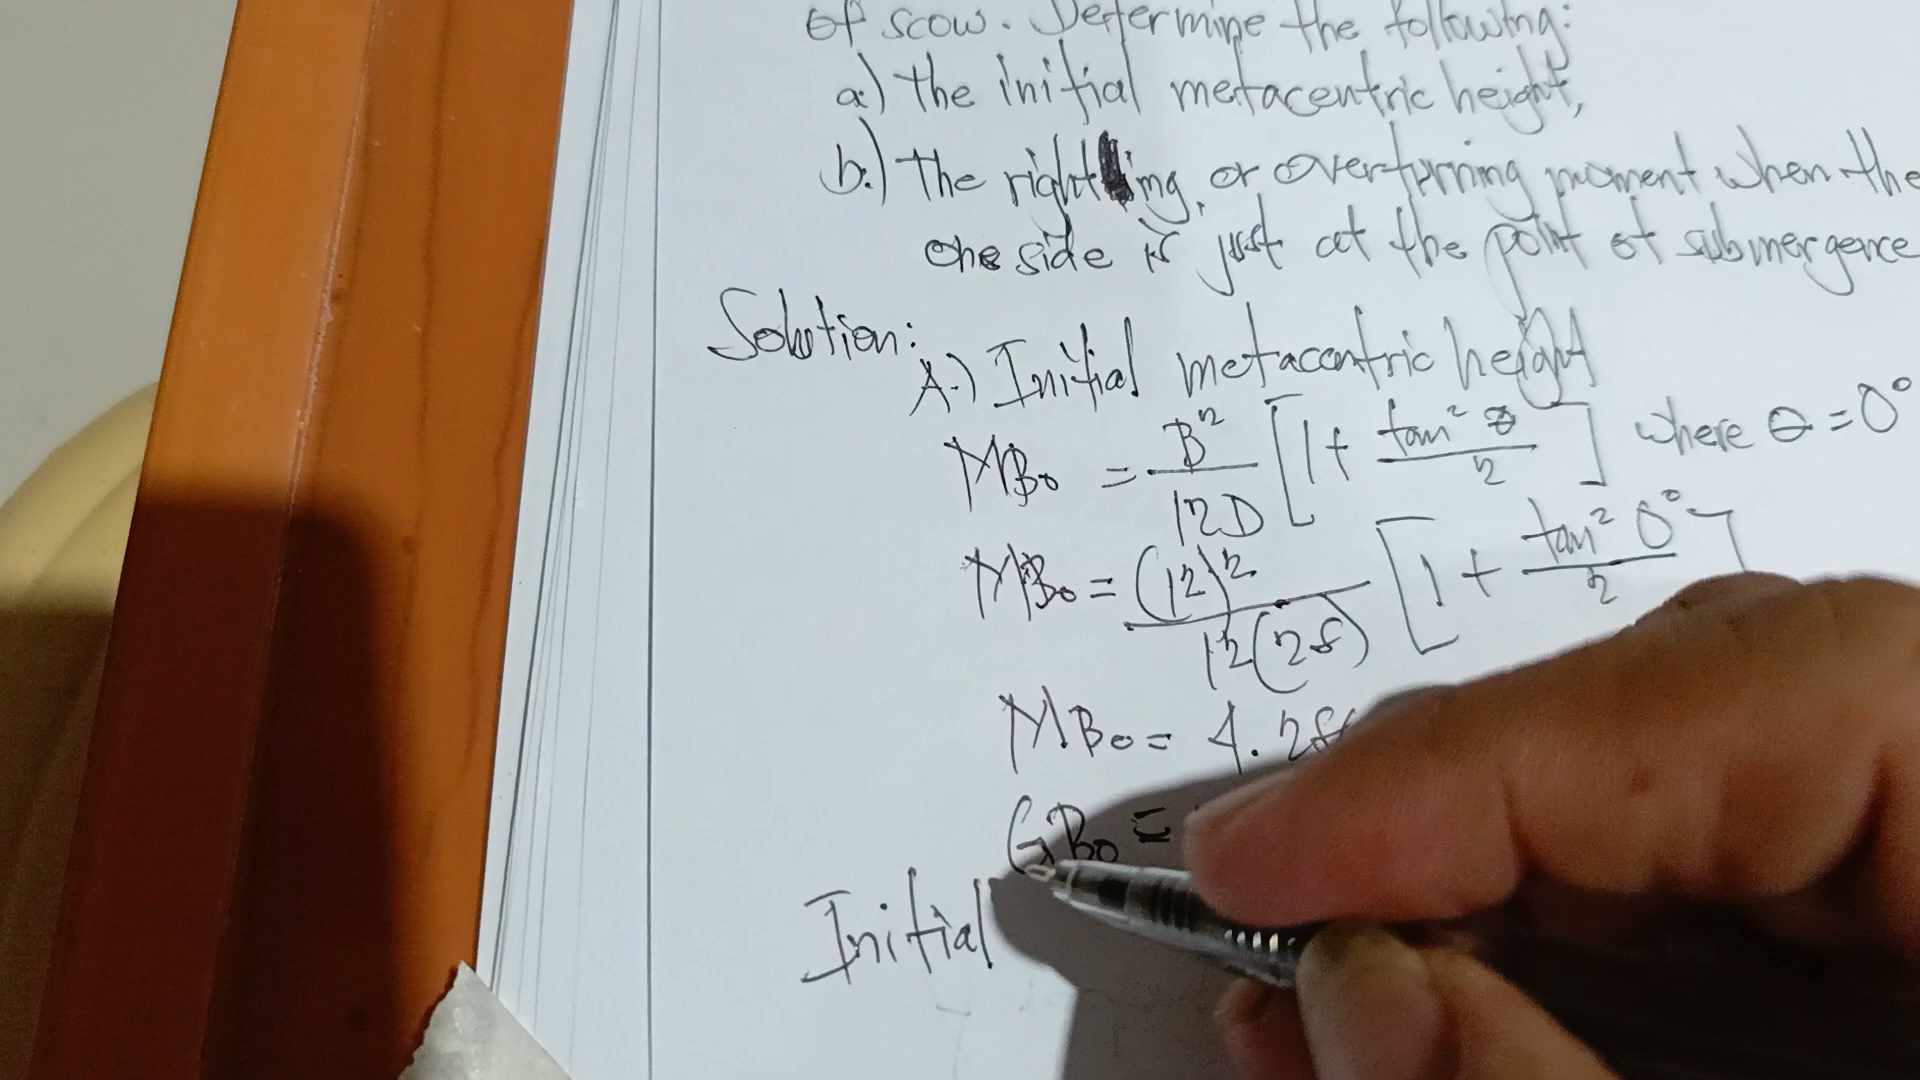 of scow. Determine the following:
a.) the initial metacentric height,
b.) The righting, or overturning moment when the
one side is just at the point of submergence
Solution:
A.) Initial metacentric height
MB₀ = B² / 12D [1 + tan² θ / 2] where θ = 0°
MB₀ = (12)² / 12(2.8) [1 + tan² 0° / 2]
MB₀ = 4.28
GB₀ =
Initial